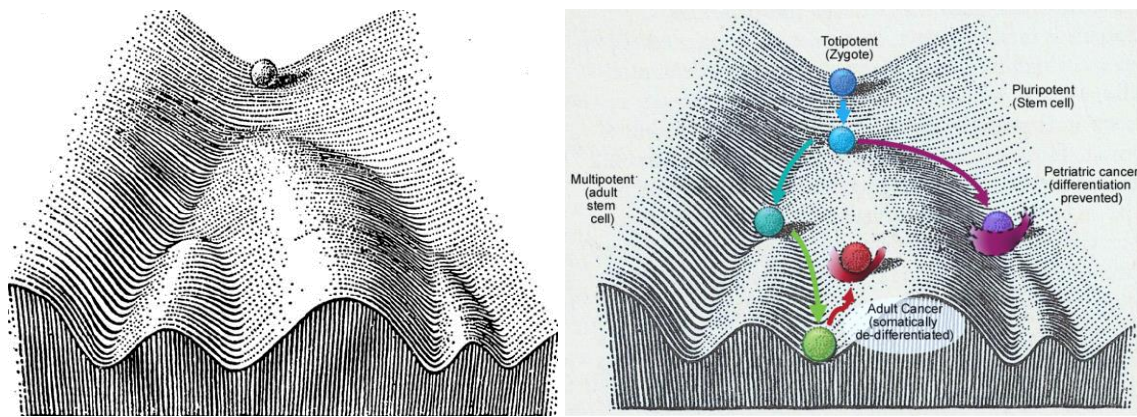 Totipotent
(Zygote)
Pluripotent
(Stem cell)
Multipotent
(adult
stem
cell)
Petriatric cancer
(differentiation
prevented)
Adult Cancer
(somatically
de-differentiated)